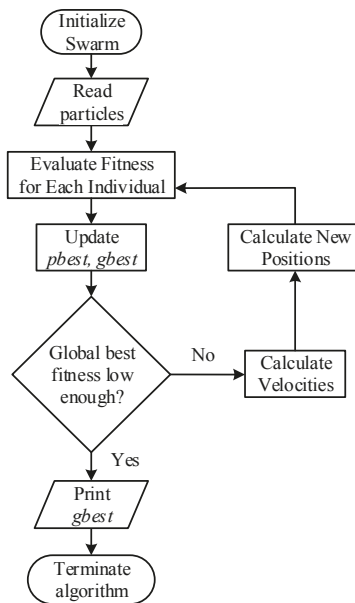 Initialize
Swarm
Read
particles
Evaluate Fitness
for Each Individual
Update
pbest, gbest
Calculate New
Positions
Global best
fitness low
enough?
No
Calculate
Velocities
Yes
Print
gbest
Terminate
algorithm